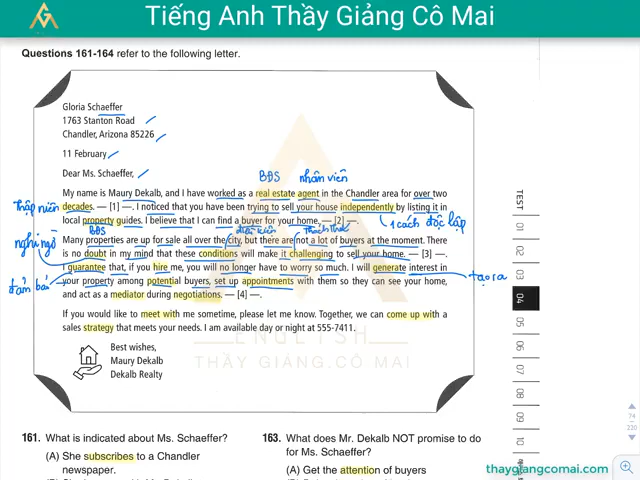 Tiếng Anh Thầy Giảng Cô Mai
Questions 161-164 refer to the following letter.
Gloria Schaeffer
1763 Stanton Road
Chandler, Arizona 85226
11 February
Dear Ms. Schaeffer,
BĐS nhân viên
My name is Maury Dekalb, and I have worked as a real estate agent in the Chandler area for over two
thập niên
decades. — [1] —. I noticed that you have been trying to sell your house independently by listing it in
local property guides. I believe that I can find a buyer for your home. — [2] —.
1 cách độc lập
BĐS
nghi ngờ
điều kiện
thách thức
Many properties are up for sale all over the city, but there are not a lot of buyers at the moment. There
is no doubt in my mind that these conditions will make it challenging to sell your home. — [3] —.
I guarantee that, if you hire me, you will no longer have to worry so much. I will generate interest in
tạo ra
đảm bảo
your property among potential buyers, set up appointments with them so they can see your home,
and act as a mediator during negotiations. — [4] —.
If you would like to meet with me sometime, please let me know. Together, we can come up with a
sales strategy that meets your needs. I am available day or night at 555-7411.
ENGLISH
THẦY GIẢNG.CÔ MAI
Best wishes,
Maury Dekalb
Dekalb Realty
TEST
01
02
03
04
05
06
07
08
09
10
74
220
161. What is indicated about Ms. Schaeffer?
(A) She subscribes to a Chandler
newspaper.
163. What does Mr. Dekalb NOT promise to do
for Ms. Schaeffer?
(A) Get the attention of buyers
thaygiangcomai.com